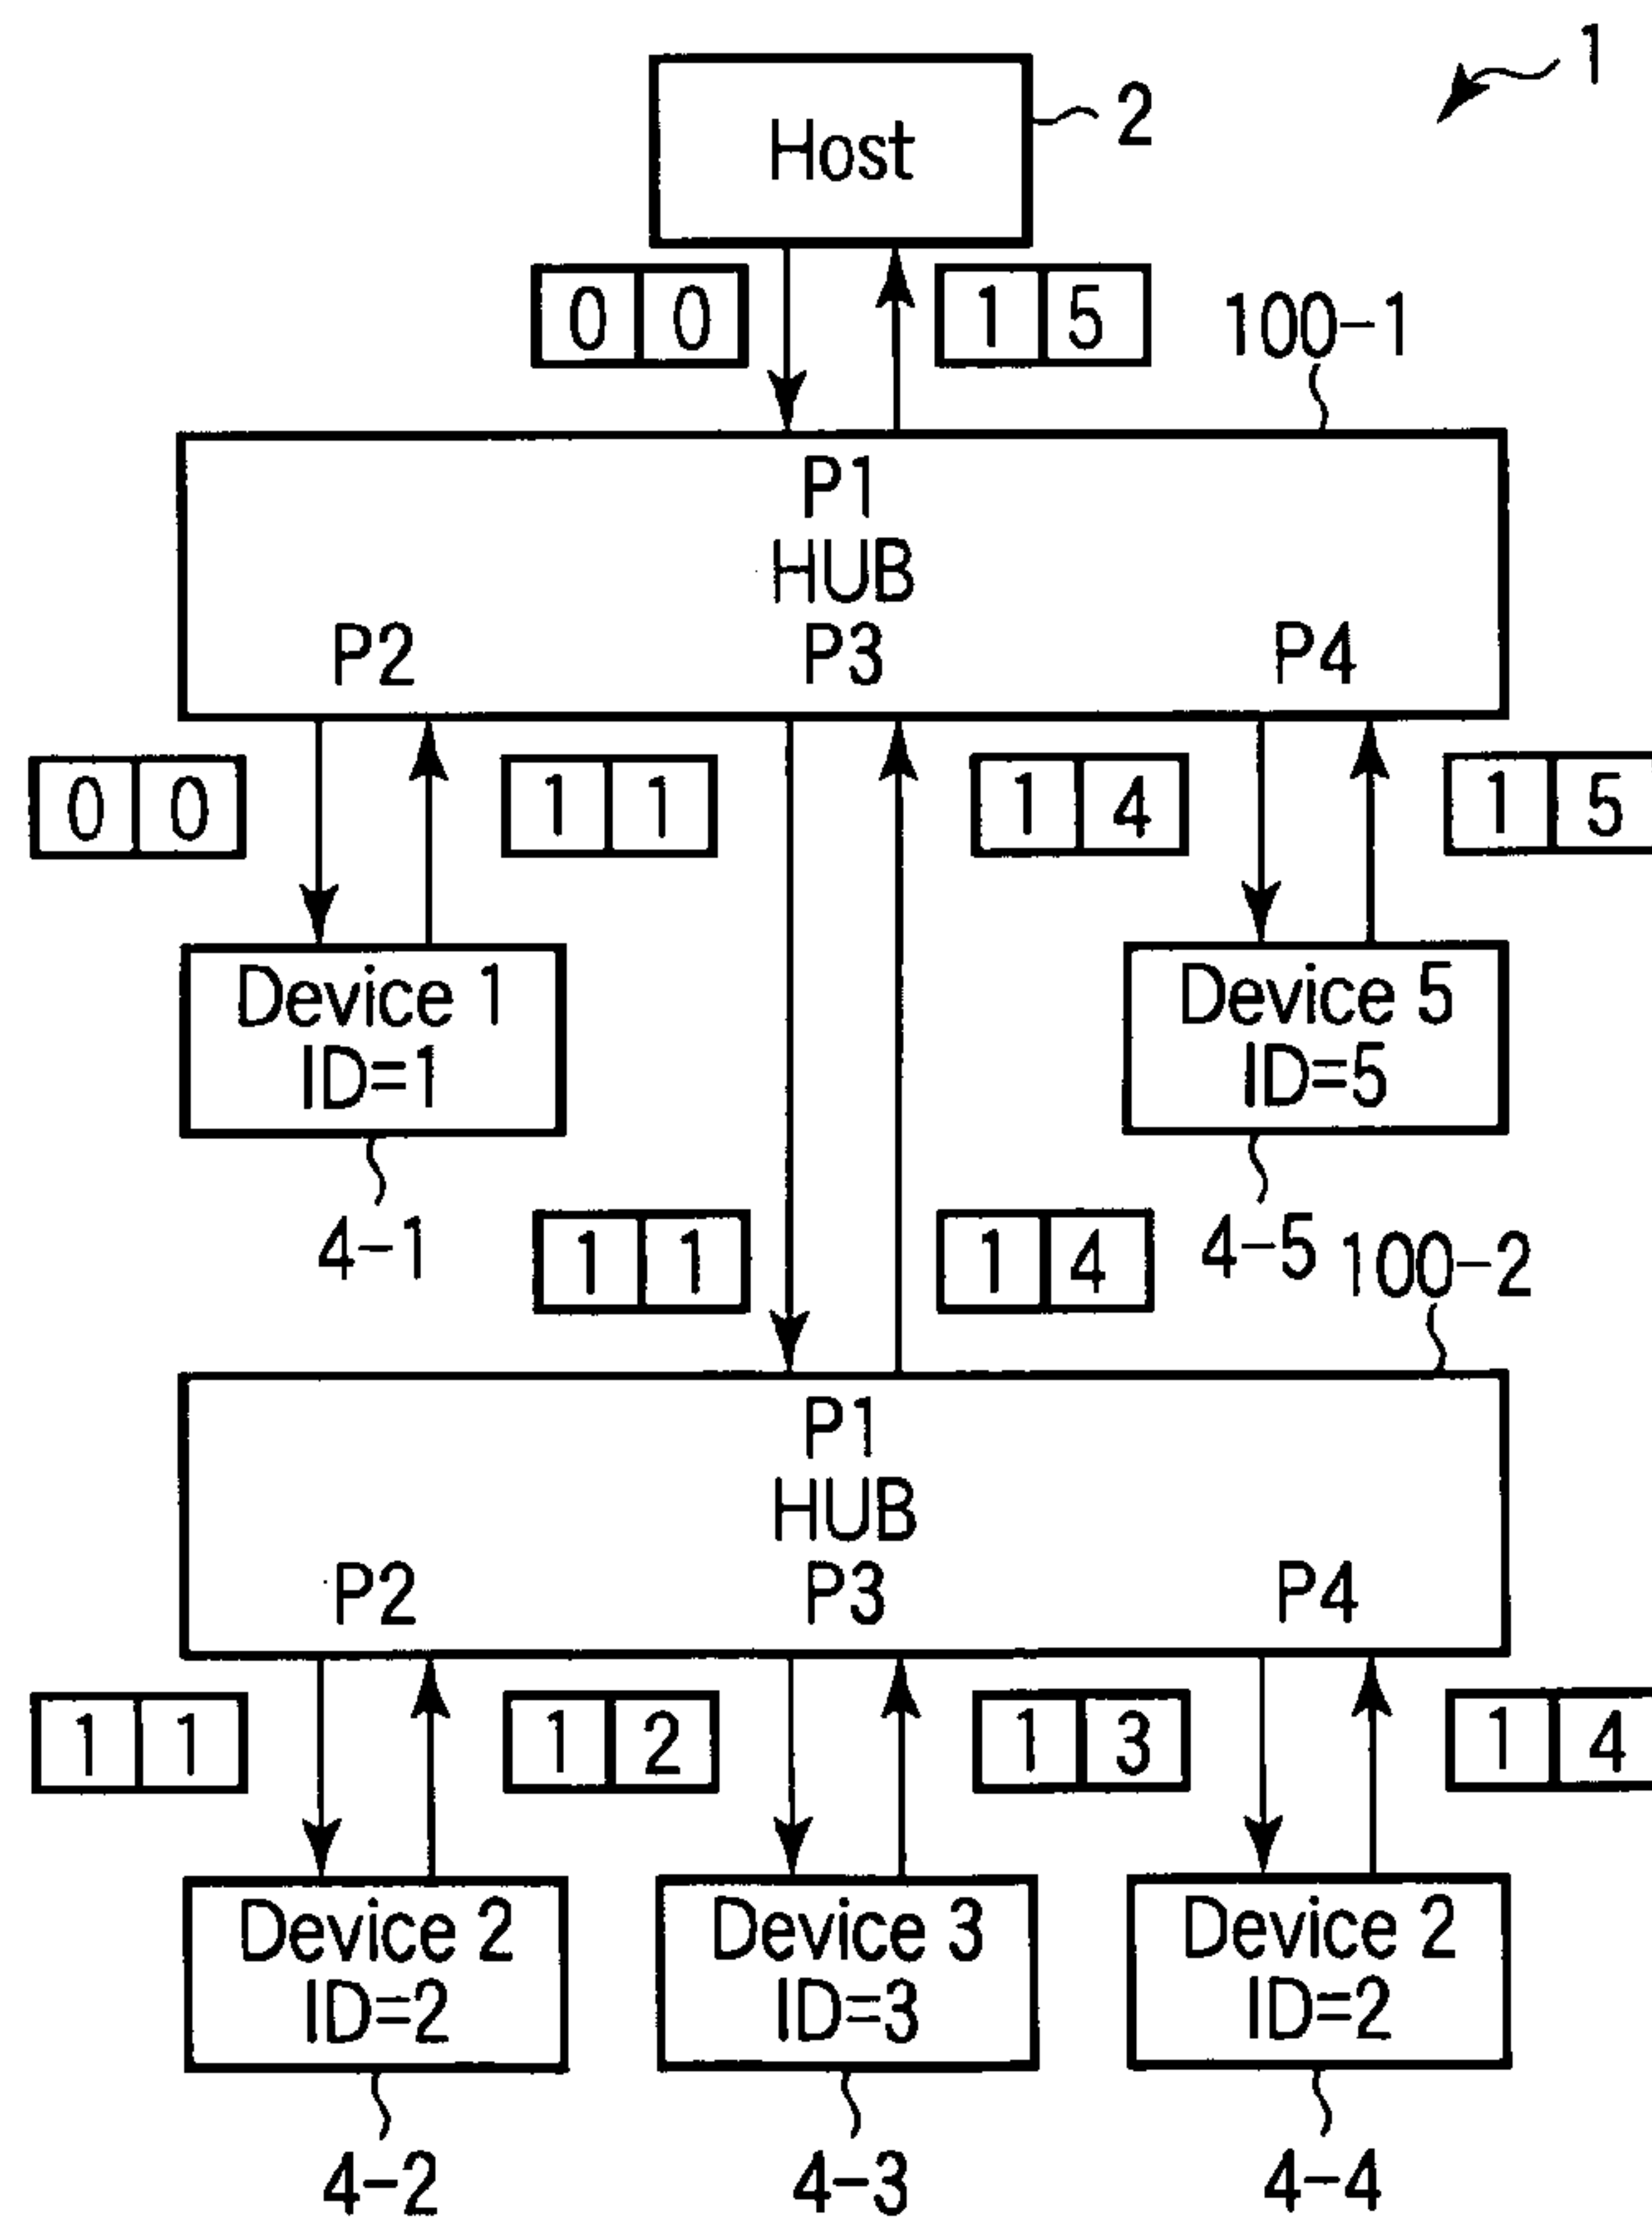 1
Host
2
0 0
1 5
100-1
P1
HUB
P2 P3 P4
0 0
1 1
1 4
1 5
Device 1
ID=1
Device 5
ID=5
4-1
4-5
1 1
1 4
100-2
P1
HUB
P2 P3 P4
1 1
1 2
1 3
1 4
Device 2
ID=2
Device 3
ID=3
Device 2
ID=2
4-2
4-3
4-4